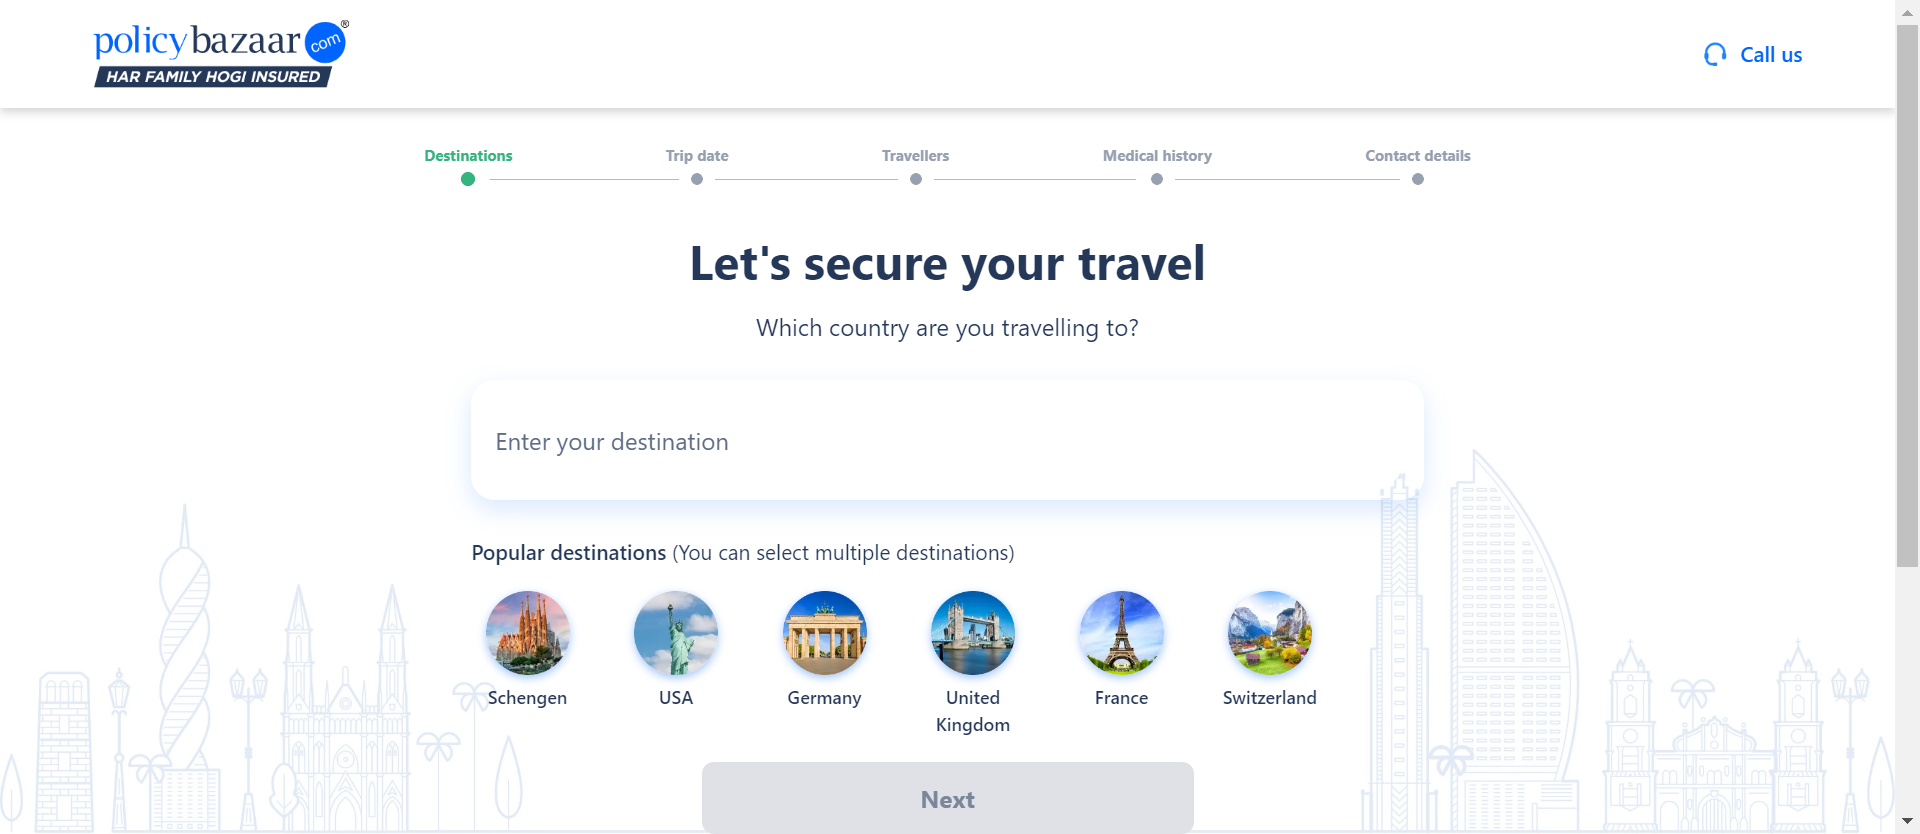 policybazaar com ®
HAR FAMILY HOGI INSURED
Call us
Destinations
Trip date
Travellers
Medical history
Contact details
Let's secure your travel
Which country are you travelling to?
Enter your destination
Popular destinations (You can select multiple destinations)
Schengen
USA
Germany
United
Kingdom
France
Switzerland
Next